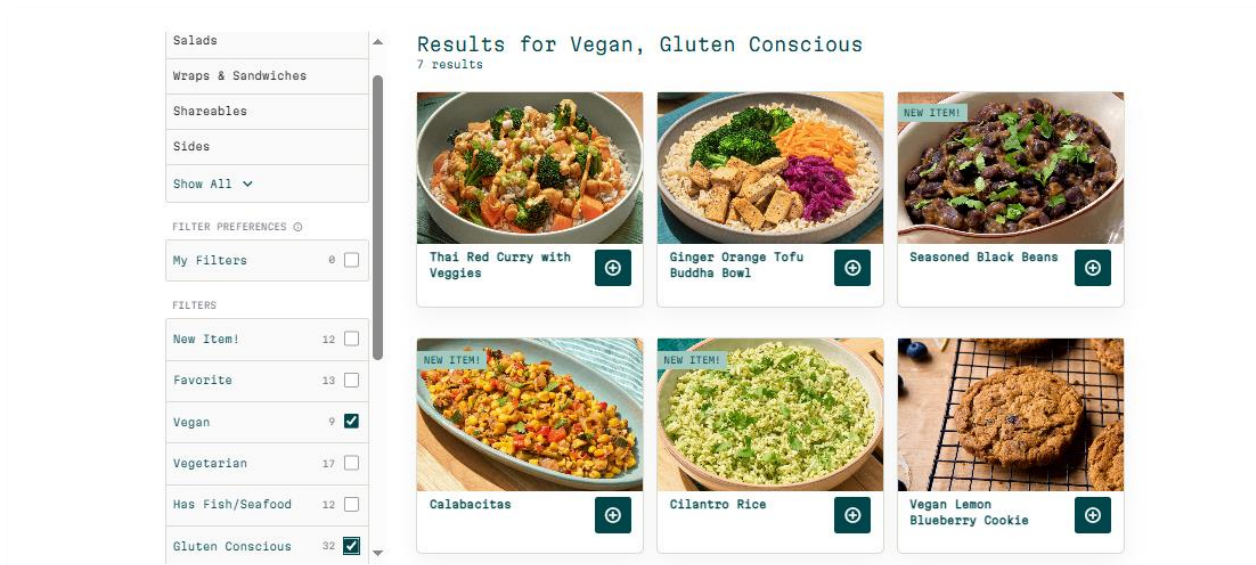 Salads
Wraps & Sandwiches
Shareables
Sides
Show All
FILTER PREFERENCES
My Filters 0
FILTERS
New Item! 12
Favorite 13
Vegan 9
Vegetarian 17
Has Fish/Seafood 12
Gluten Conscious 32
Results for Vegan, Gluten Conscious
7 results
Thai Red Curry with
Veggies
Ginger Orange Tofu
Buddha Bowl
NEW ITEM!
Seasoned Black Beans
NEW ITEM!
Calabacitas
NEW ITEM!
Cilantro Rice
Vegan Lemon
Blueberry Cookie